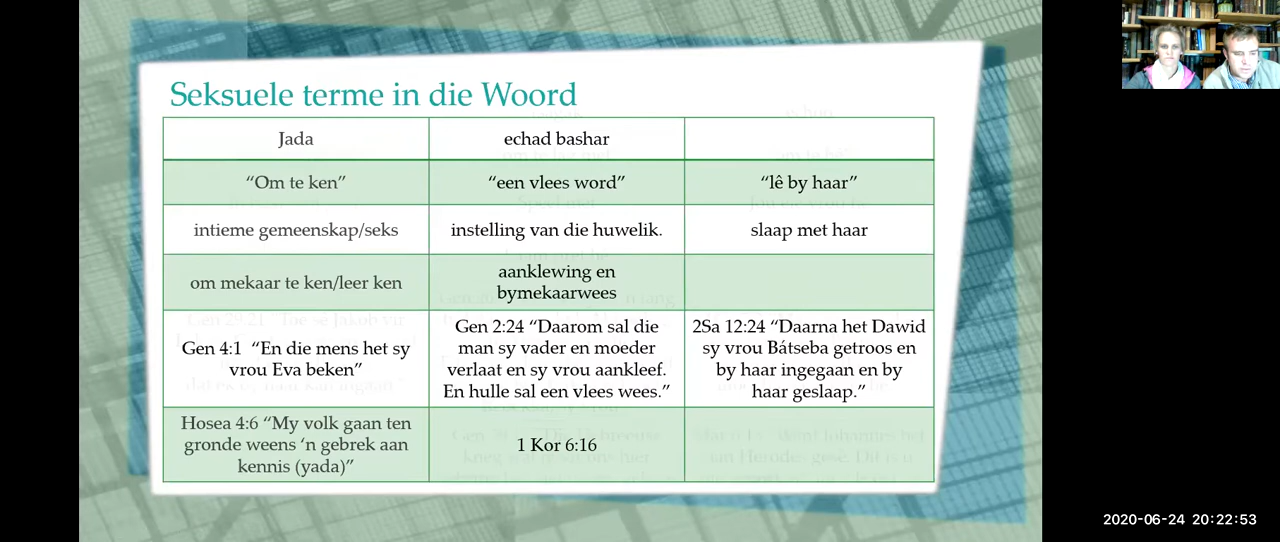 Seksuele terme in die Woord
Jada
echad bashar
“Om te ken”
“een vlees word”
“lê by haar”
intieme gemeenskap/seks
instelling van die huwelik.
slaap met haar
om mekaar te ken/leer ken
aanklewing en
bymekaarwees
Gen 4:1 “En die mens het sy
vrou Eva beken”
Gen 2:24 “Daarom sal die
man sy vader en moeder
verlaat en sy vrou aankleef.
En hulle sal een vlees wees.”
2Sa 12:24 “Daarna het Dawid
sy vrou Bátseba getroos en
by haar ingegaan en by
haar geslaap.”
Hosea 4:6 “My volk gaan ten
gronde weens ‘n gebrek aan
kennis (yada)”
1 Kor 6:16
2020-06-24 20:22:53